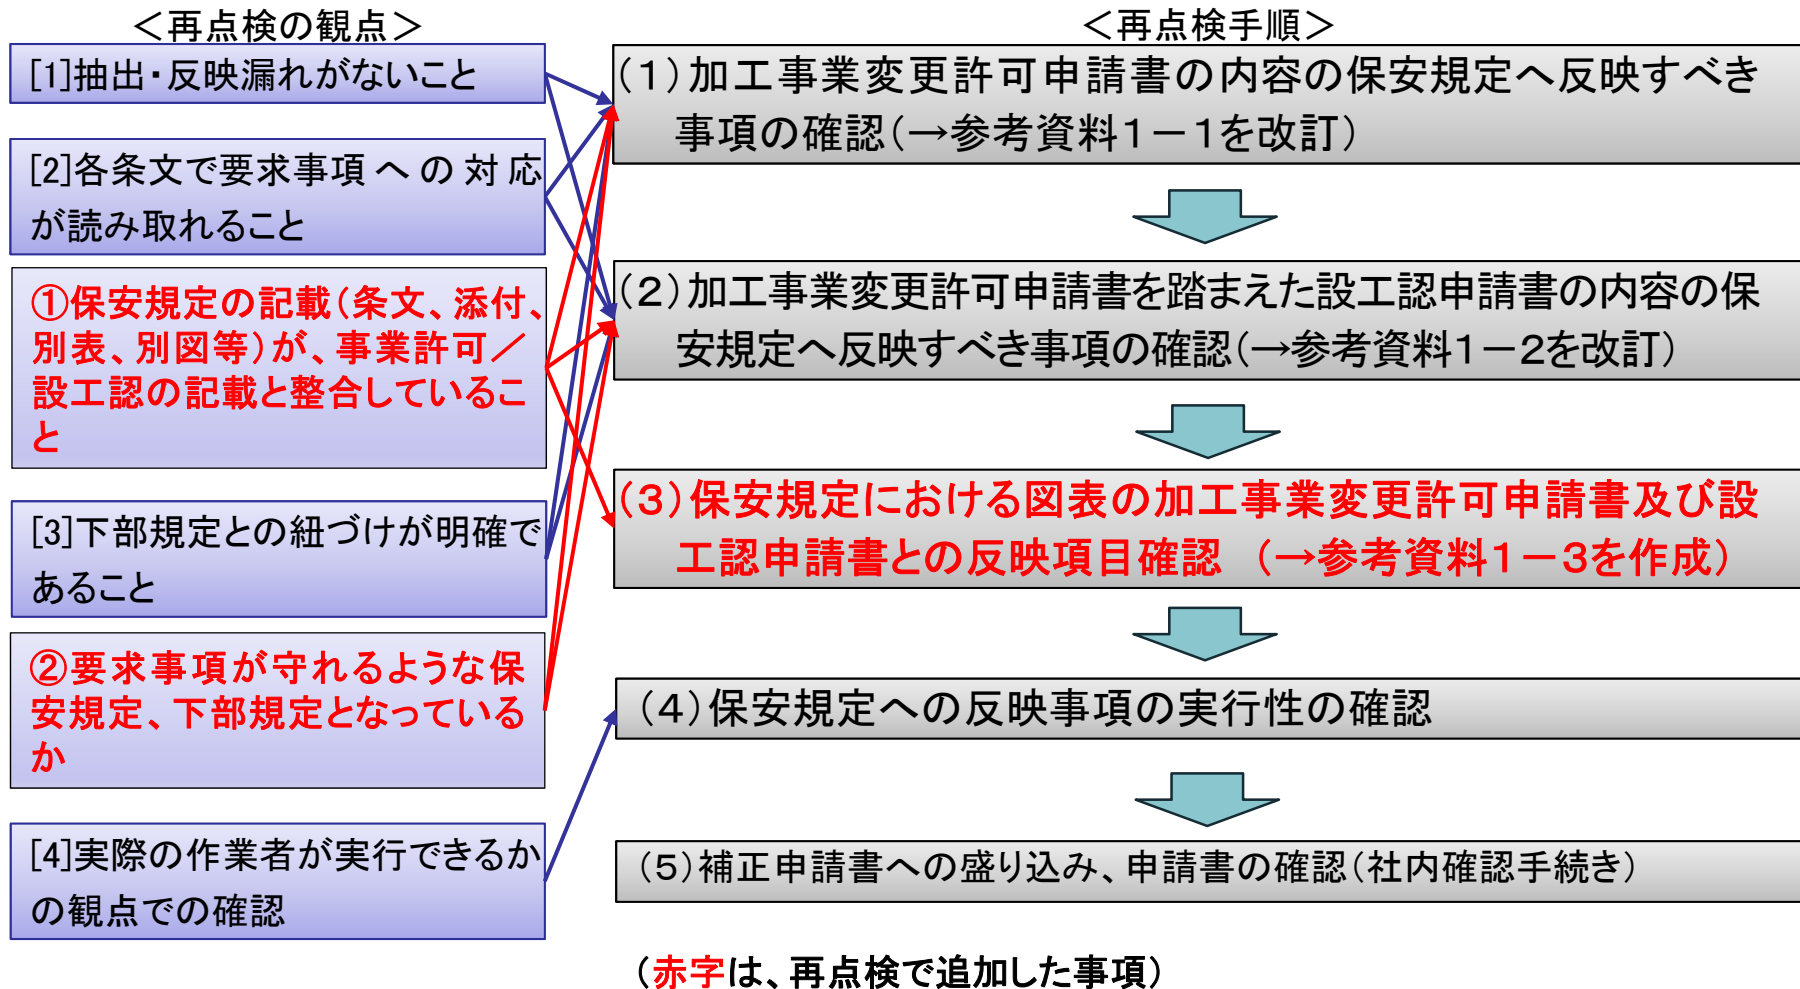 ＜再点検の観点＞
[1]抽出・反映漏れがないこと
[2]各条文で要求事項への対応
が読み取れること
①保安規定の記載（条文、添付、
別表、別図等）が、事業許可／
設工認の記載と整合しているこ
と
[3]下部規定との紐づけが明確で
あること
②要求事項が守れるような保
安規定、下部規定となっている
か
[4]実際の作業者が実行できるか
の観点での確認
＜再点検手順＞
（１）加工事業変更許可申請書の内容の保安規定へ反映すべき
事項の確認（→参考資料１－１を改訂）
（２）加工事業変更許可申請書を踏まえた設工認申請書の内容の保
安規定へ反映すべき事項の確認（→参考資料１－２を改訂）
（３）保安規定における図表の加工事業変更許可申請書及び設
工認申請書との反映項目確認　（→参考資料１－３を作成）
（４）保安規定への反映事項の実行性の確認
（５）補正申請書への盛り込み、申請書の確認（社内確認手続き）
（赤字は、再点検で追加した事項）